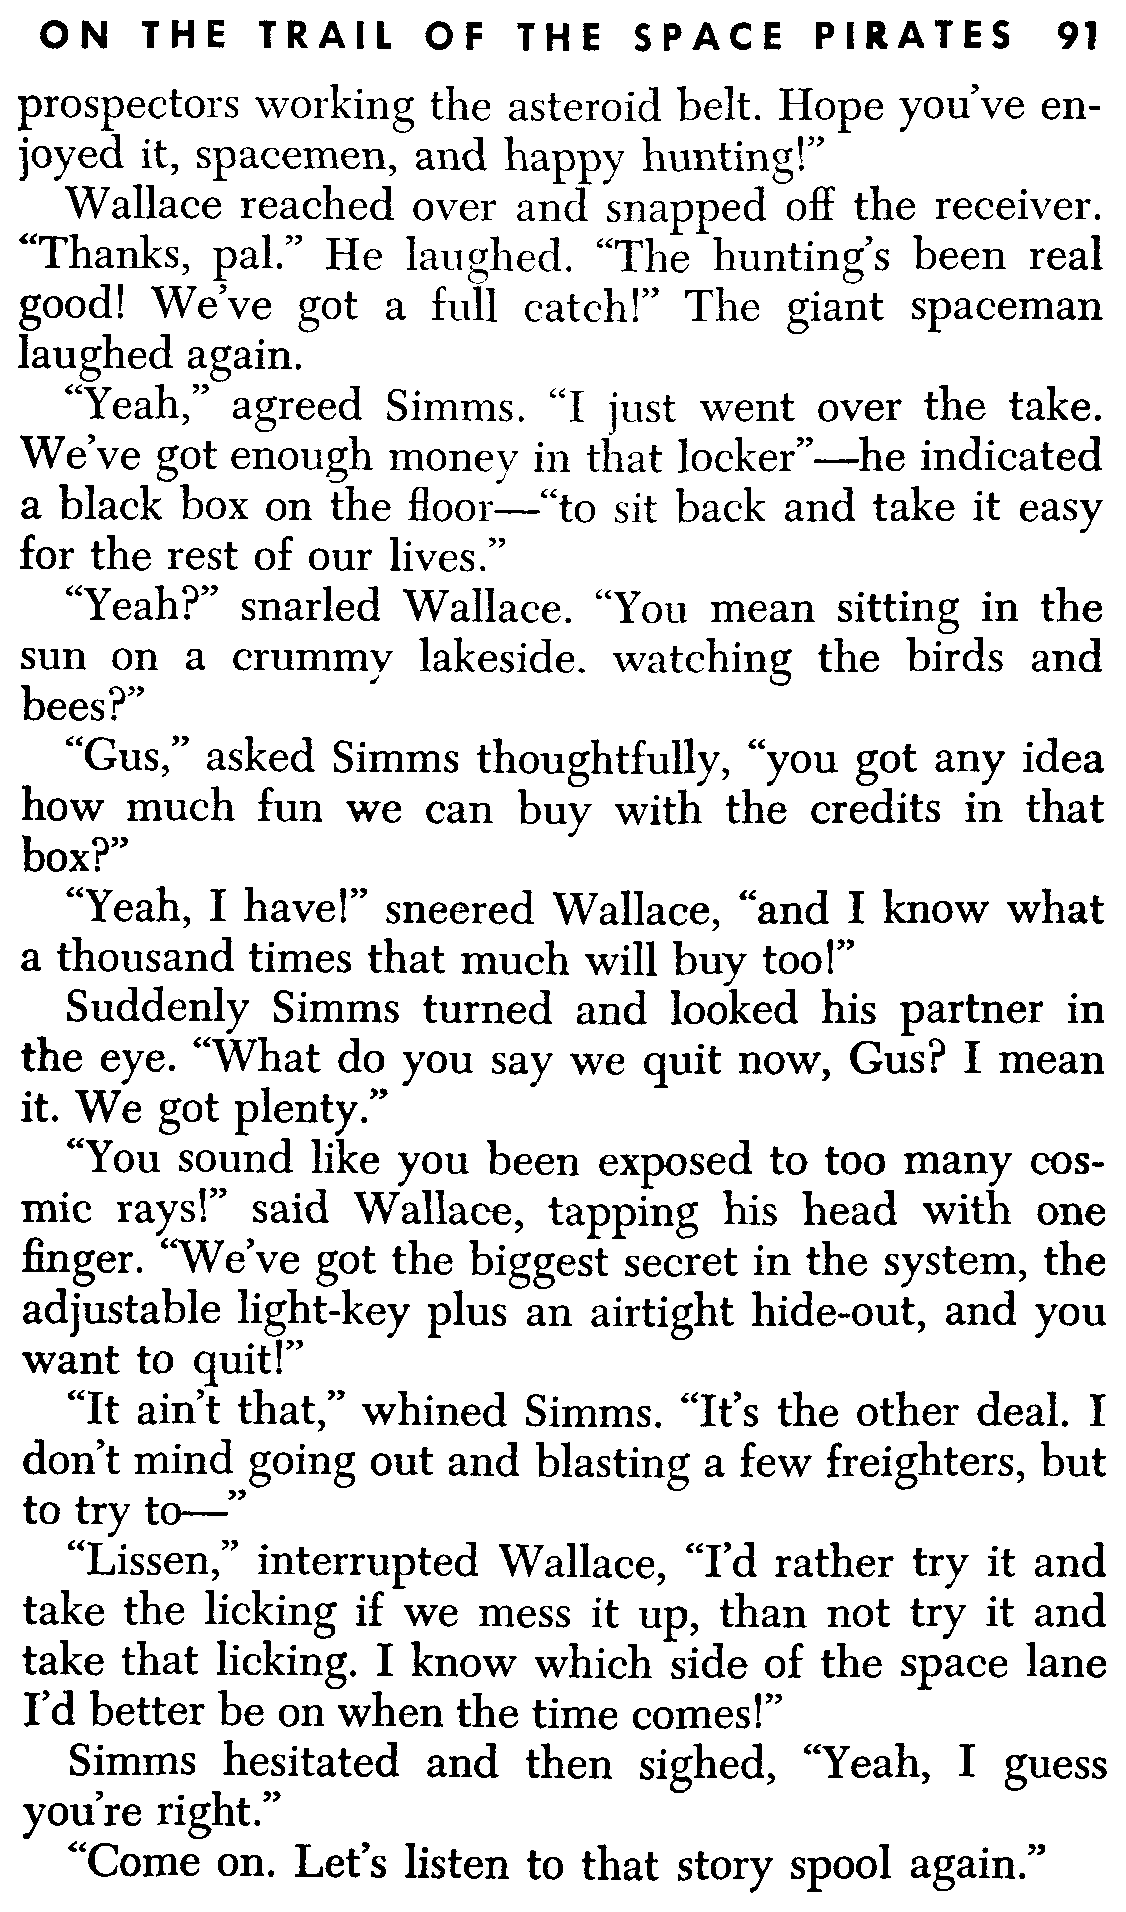 ON THE TRAIL OF THE SPACE PIRATES 91
prospectors working the asteroid belt. Hope you've en-
joyed it, spacemen, and happy hunting!”
Wallace reached over and snapped off the receiver.
“Thanks, pal.” He laughed. “The hunting's been real
good! We've got a full catch!” The giant spaceman
laughed again.
“Yeah,” agreed Simms. “I just went over the take.
We've got enough money in that locker”—he indicated
a black box on the floor—“to sit back and take it easy
for the rest of our lives.”
“Yeah?” snarled Wallace. “You mean sitting in the
sun on a crummy lakeside. watching the birds and
bees?”
“Gus,” asked Simms thoughtfully, “you got any idea
how much fun we can buy with the credits in that
box?”
“Yeah, I have!” sneered Wallace, “and I know what
a thousand times that much will buy too!”
Suddenly Simms turned and looked his partner in
the eye. “What do you say we quit now, Gus? I mean
it. We got plenty.”
“You sound like you been exposed to too many cos-
mic rays!” said Wallace, tapping his head with one
finger. “We've got the biggest secret in the system, the
adjustable light-key plus an airtight hide-out, and you
want to quit!”
“It ain't that,” whined Simms. “It's the other deal. I
don't mind going out and blasting a few freighters, but
to try to—”
“Lissen,” interrupted Wallace, “I'd rather try it and
take the licking if we mess it up, than not try it and
take that licking. I know which side of the space lane
I'd better be on when the time comes!”
Simms hesitated and then sighed, “Yeah, I guess
you're right.”
“Come on. Let's listen to that story spool again.”